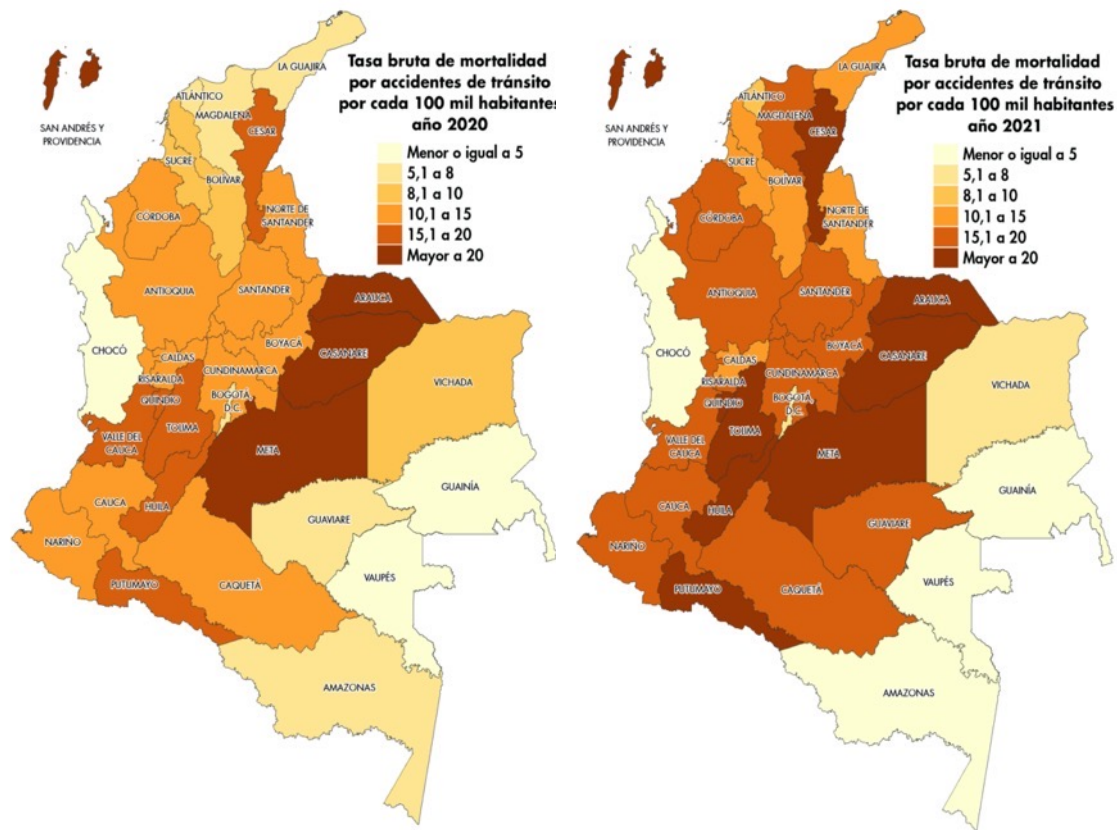 Tasa bruta de mortalidad
por accidentes de tránsito
por cada 100 mil habitantes
año 2020
Menor o igual a 5
5,1 a 8
8,1 a 10
10,1 a 15
15,1 a 20
Mayor a 20
SAN ANDRÉS Y
PROVIDENCIA
LA GUAJIRA
ATLÁNTICO
MAGDALENA
CESAR
SUCRE
BOLÍVAR
NORTE DE
SANTANDER
CÓRDOBA
ANTIOQUIA
SANTANDER
ARAUCA
CHOCÓ
BOYACÁ
CASANARE
CALDAS
CUNDINAMARCA
RISARALDA
VICHADA
QUINDIO
BOGOTÁ
D.C.
TOLIMA
VALLE DEL
CAUCA
META
GUAINÍA
CAUCA
HUILA
GUAVIARE
NARIÑO
VAUPÉS
PUTUMAYO
CAQUETÁ
AMAZONAS
Tasa bruta de mortalidad
por accidentes de tránsito
por cada 100 mil habitantes
año 2021
Menor o igual a 5
5,1 a 8
8,1 a 10
10,1 a 15
15,1 a 20
Mayor a 20
SAN ANDRÉS Y
PROVIDENCIA
LA GUAJIRA
ATLÁNTICO
MAGDALENA
CESAR
SUCRE
BOLÍVAR
NORTE DE
SANTANDER
CÓRDOBA
ANTIOQUIA
SANTANDER
ARAUCA
CHOCÓ
BOYACÁ
CASANARE
CALDAS
CUNDINAMARCA
RISARALDA
VICHADA
QUINDIO
BOGOTÁ
D.C.
TOLIMA
VALLE DEL
CAUCA
META
GUAINÍA
CAUCA
HUILA
GUAVIARE
NARIÑO
VAUPÉS
PUTUMAYO
CAQUETÁ
AMAZONAS